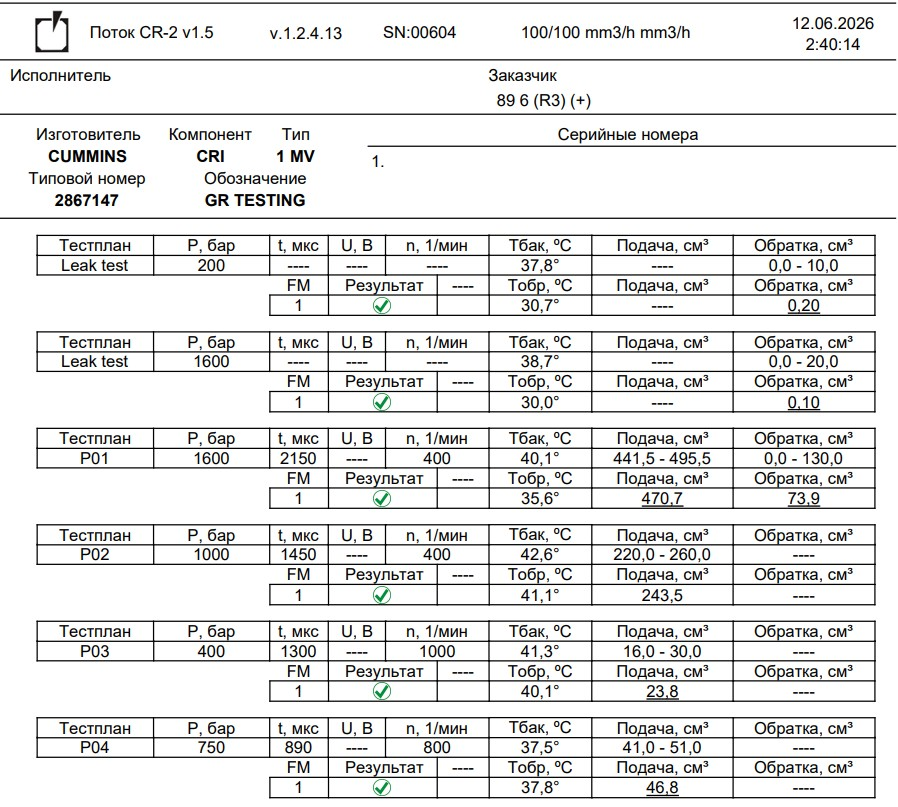 Поток CR-2 v1.5 v.1.2.4.13 SN:00604 100/100 mm3/h mm3/h 12.06.2026
2:40:14
Исполнитель Заказчик
89 6 (R3) (+)
Изготовитель Компонент Тип Серийные номера
CUMMINS CRI 1 MV 1.
Типовой номер Обозначение
2867147 GR TESTING
Тестплан P, бар t, мкс U, В n, 1/мин Тбак, ºC Подача, см³ Обратка, см³
Leak test 200 ---- ---- ---- 37,8° ---- 0,0 - 10,0
FM Результат ---- Тобр, ºC Подача, см³ Обратка, см³
1 30,7° ---- 0,20
Тестплан P, бар t, мкс U, В n, 1/мин Тбак, ºC Подача, см³ Обратка, см³
Leak test 1600 ---- ---- ---- 38,7° ---- 0,0 - 20,0
FM Результат ---- Тобр, ºC Подача, см³ Обратка, см³
1 30,0° ---- 0,10
Тестплан P, бар t, мкс U, В n, 1/мин Тбак, ºC Подача, см³ Обратка, см³
P01 1600 2150 ---- 400 40,1° 441,5 - 495,5 0,0 - 130,0
FM Результат ---- Тобр, ºC Подача, см³ Обратка, см³
1 35,6° 470,7 73,9
Тестплан P, бар t, мкс U, В n, 1/мин Тбак, ºC Подача, см³ Обратка, см³
P02 1000 1450 ---- 400 42,6° 220,0 - 260,0 ----
FM Результат ---- Тобр, ºC Подача, см³ Обратка, см³
1 41,1° 243,5 ----
Тестплан P, бар t, мкс U, В n, 1/мин Тбак, ºC Подача, см³ Обратка, см³
P03 400 1300 ---- 1000 41,3° 16,0 - 30,0 ----
FM Результат ---- Тобр, ºC Подача, см³ Обратка, см³
1 40,1° 23,8 ----
Тестплан P, бар t, мкс U, В n, 1/мин Тбак, ºC Подача, см³ Обратка, см³
P04 750 890 ---- 800 37,5° 41,0 - 51,0 ----
FM Результат ---- Тобр, ºC Подача, см³ Обратка, см³
1 37,8° 46,8 ----